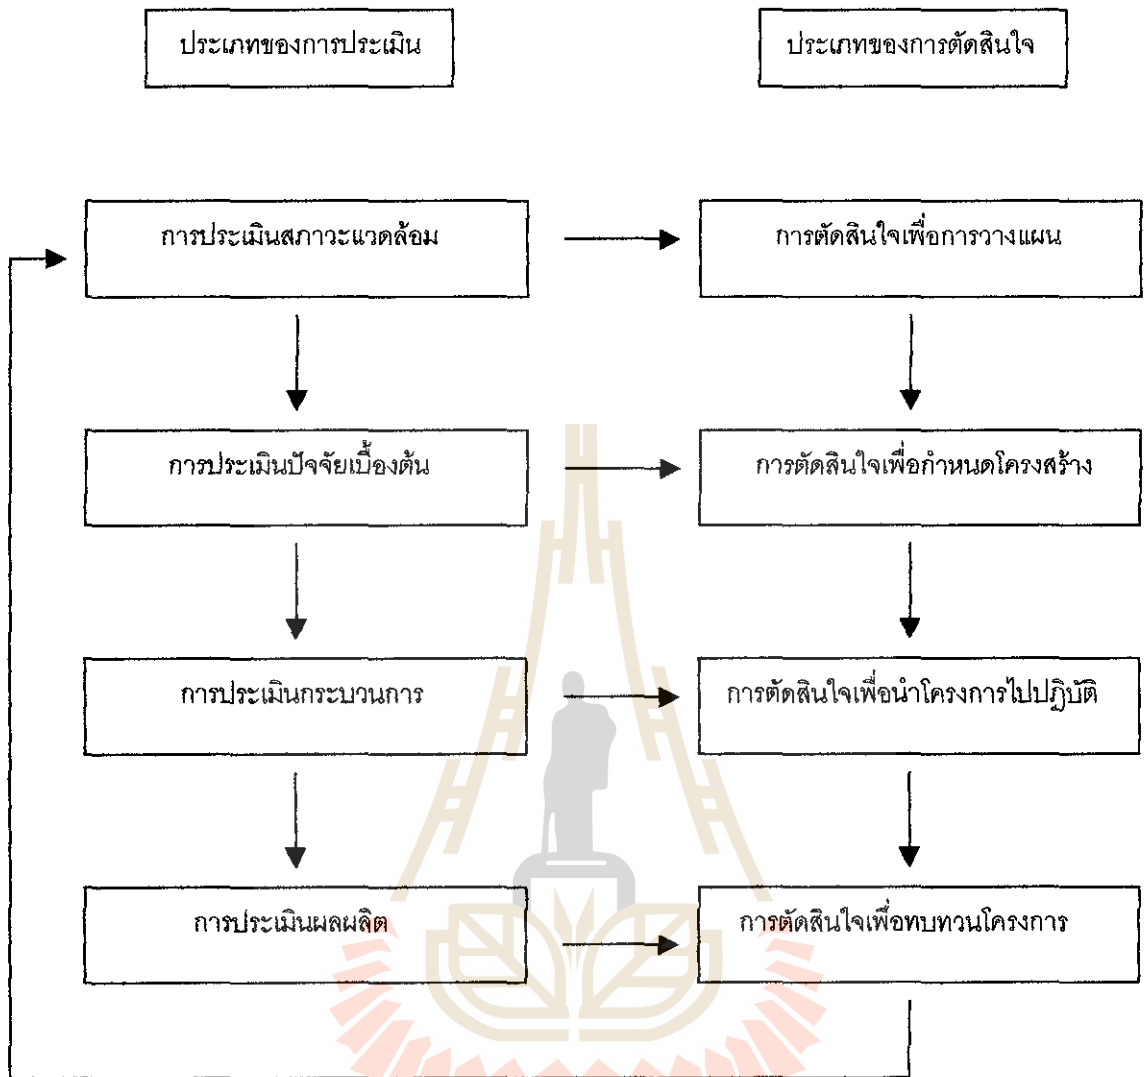 ประเภทของการประเมิน
ประเภทของการตัดสินใจ
การประเมินสภาวะแวดล้อม
การตัดสินใจเพื่อการวางแผน
การประเมินปัจจัยเบื้องต้น
การตัดสินใจเพื่อกำหนดโครงสร้าง
การประเมินกระบวนการ
การตัดสินใจเพื่อนำโครงการไปปฏิบัติ
การประเมินผลผลิต
การตัดสินใจเพื่อทบทวนโครงการ